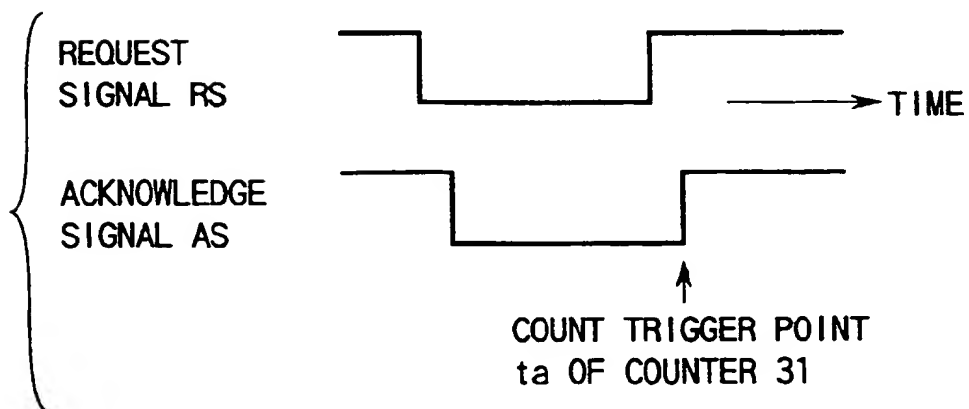 REQUEST
SIGNAL RS
TIME
ACKNOWLEDGE
SIGNAL AS
COUNT TRIGGER POINT
ta OF COUNTER 31